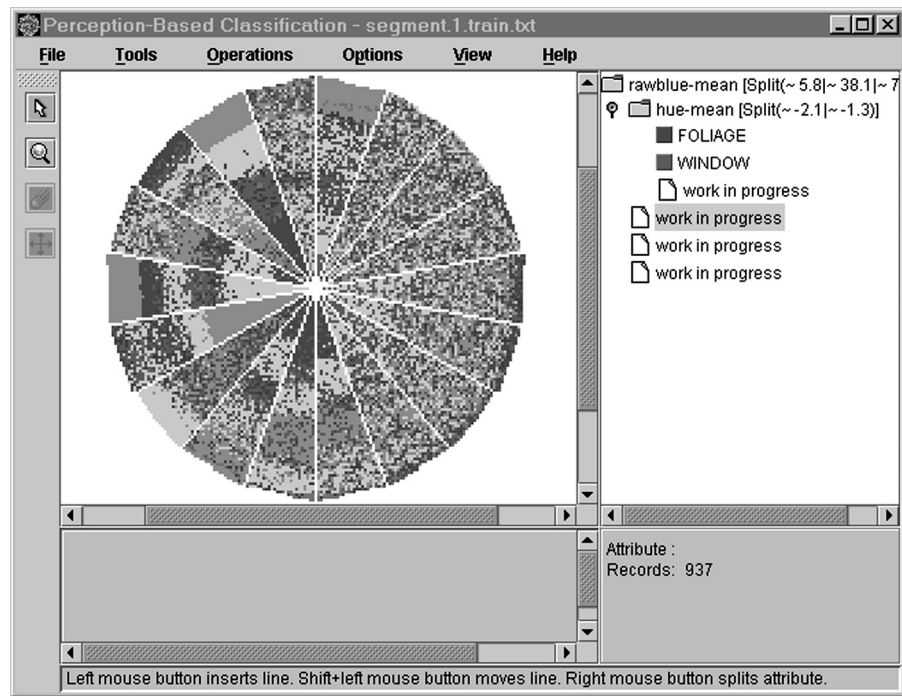 Perception-Based Classification - segment.1.train.txt
File Tools Operations Options View Help
rawblue-mean [Split(~ 5.8|~ 38.1|~ 7
hue-mean [Split(~-2.1|~-1.3)]
FOLIAGE
WINDOW
work in progress
work in progress
work in progress
work in progress
Attribute :
Records: 937
Left mouse button inserts line. Shift+left mouse button moves line. Right mouse button splits attribute.